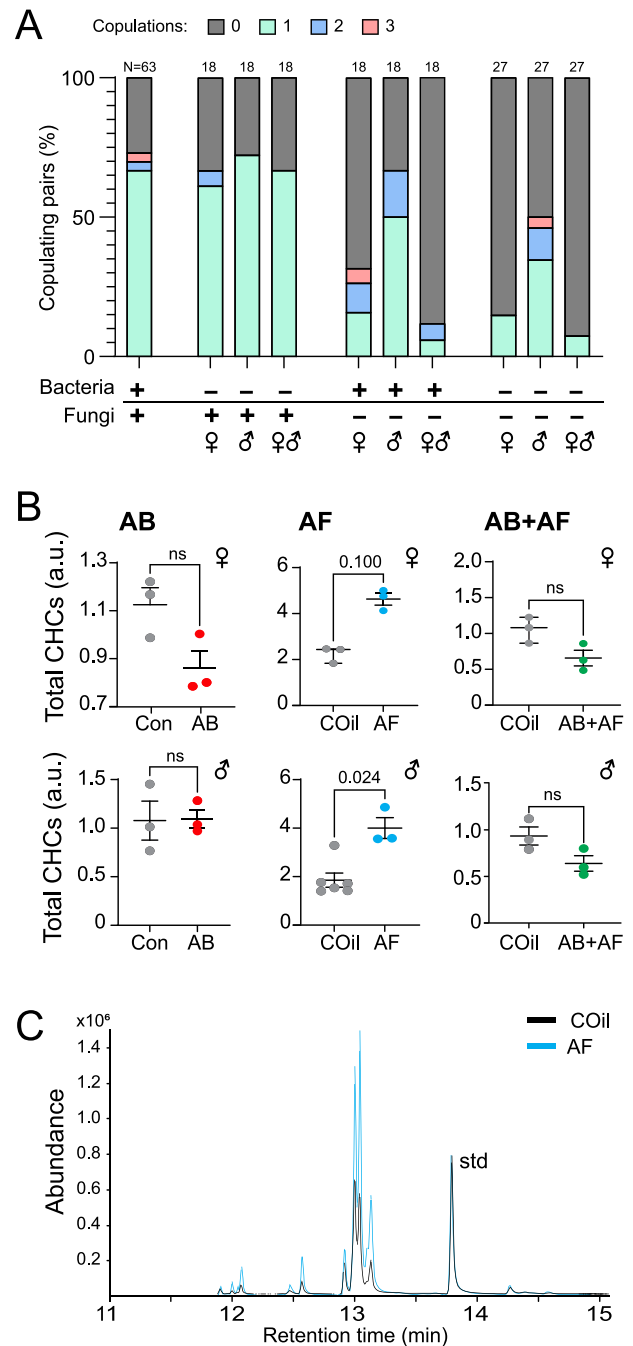 A
Copulations: 0 1 2 3
N=63 18 18 18 18 18 18 27 27 27
100
50
0
Copulating pairs (%)
Bacteria + – – – + + + – – –
Fungi + + + + – – – – – –
♀ ♂ ♀♂ ♀ ♂ ♀♂ ♀ ♂ ♀♂
B
AB AF AB+AF
Total CHCs (a.u.)
1.3
1.1
0.9
0.7
ns ♀
Con AB
6
4
2
0
0.100 ♀
COil AF
2.0
1.5
1.0
0.5
0
ns ♀
COil AB+AF
Total CHCs (a.u.)
1.5
1.0
0.5
0
ns ♂
Con AB
6
4
2
0
0.024 ♂
COil AF
1.5
1.0
0.5
0
ns ♂
COil AB+AF
C
x10⁶
1.4
1.2
1.0
0.8
0.6
0.4
0.2
Abundance
COil
AF
std
11 12 13 14 15
Retention time (min)